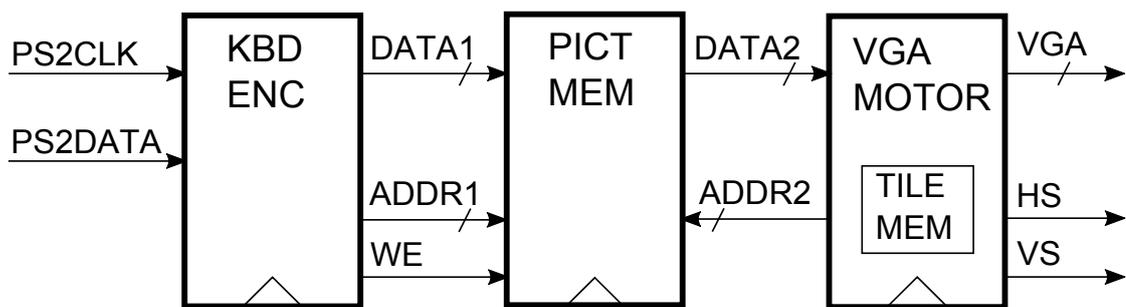 PS2CLK
PS2DATA
KBD
ENC
DATA1
ADDR1
WE
PICT
MEM
DATA2
ADDR2
VGA
MOTOR
TILE
MEM
VGA
HS
VS